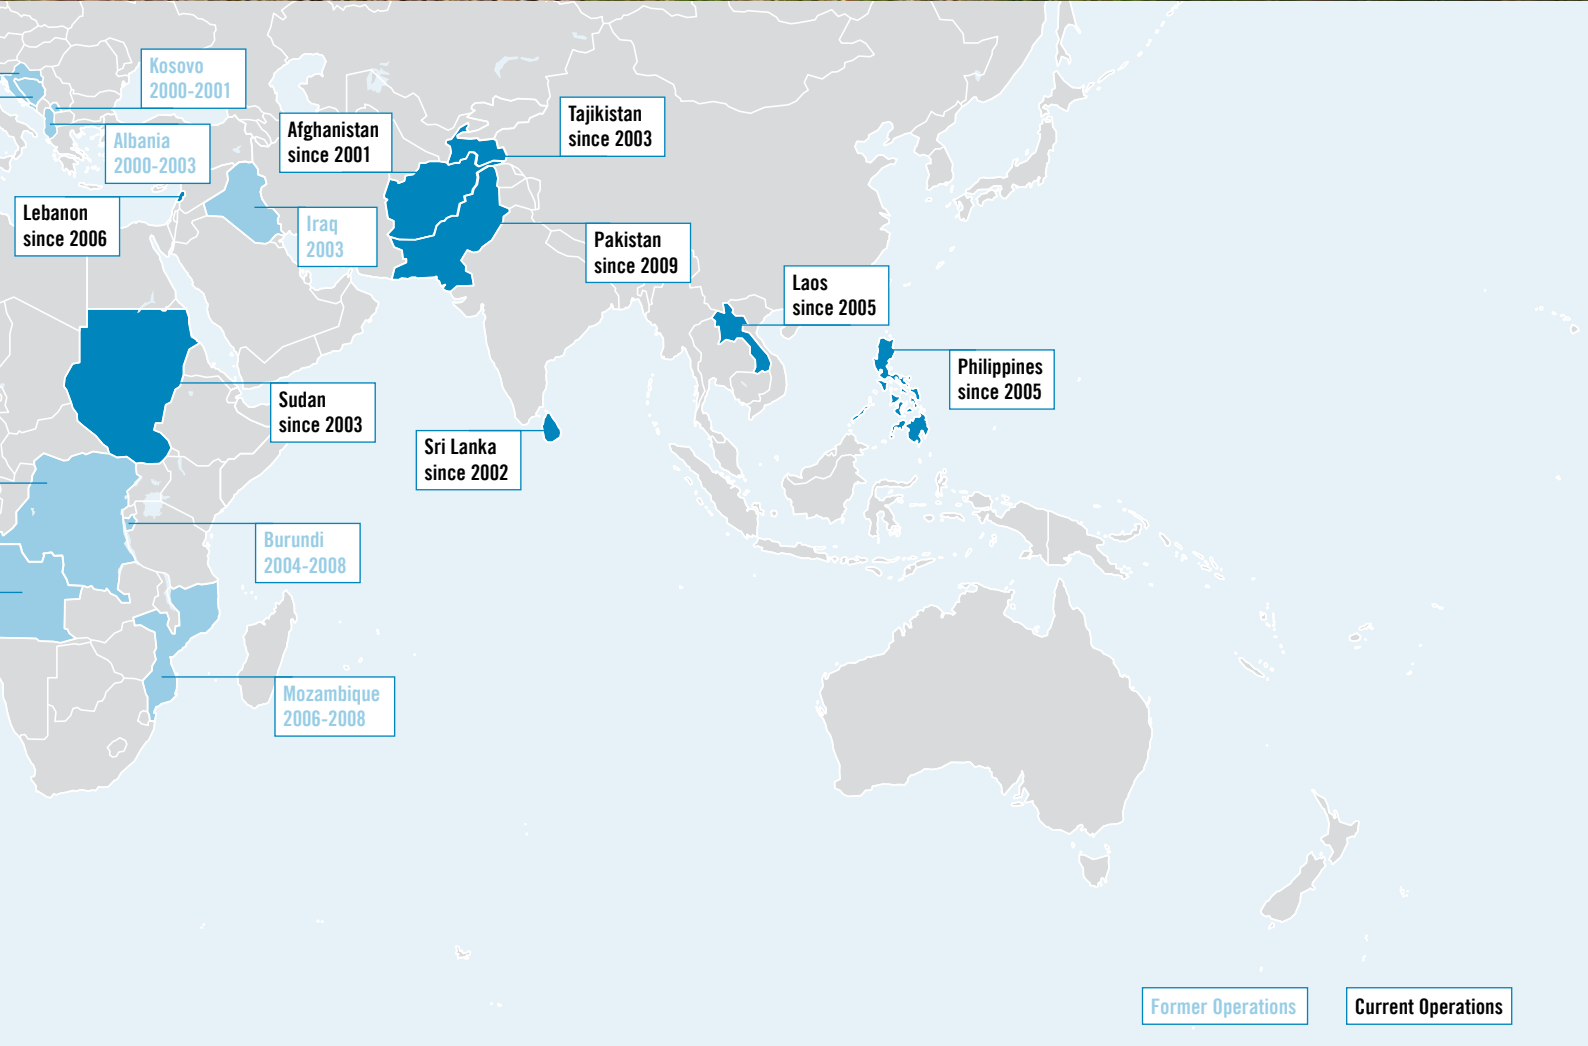 Kosovo
2000-2001
Albania
2000-2003
Afghanistan
since 2001
Tajikistan
since 2003
Lebanon
since 2006
Iraq
2003
Pakistan
since 2009
Laos
since 2005
Philippines
since 2005
Sudan
since 2003
Sri Lanka
since 2002
Burundi
2004-2008
Mozambique
2006-2008
Former Operations
Current Operations